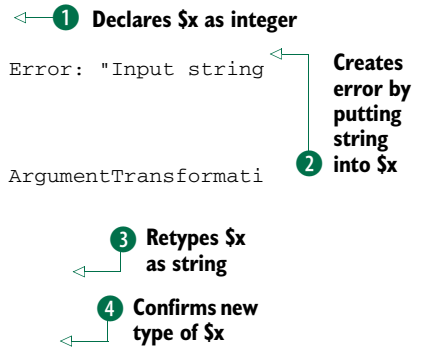 1 Declares $x as integer
Error: "Input string
Creates
error by
putting
string
2 into $x
ArgumentTransformati
3 Retypes $x
as string
4 Confirms new
type of $x